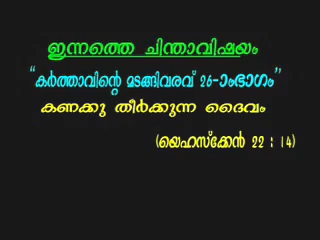 ഇന്നത്തെ ചിന്താവിഷയം
“കർത്താവിന്റെ മടങ്ങിവരവ് 26-ാംഭാഗം”
കണക്കു തീർക്കുന്ന ദൈവം
(യെഹസ്ക്കേൻ 22 : 14)